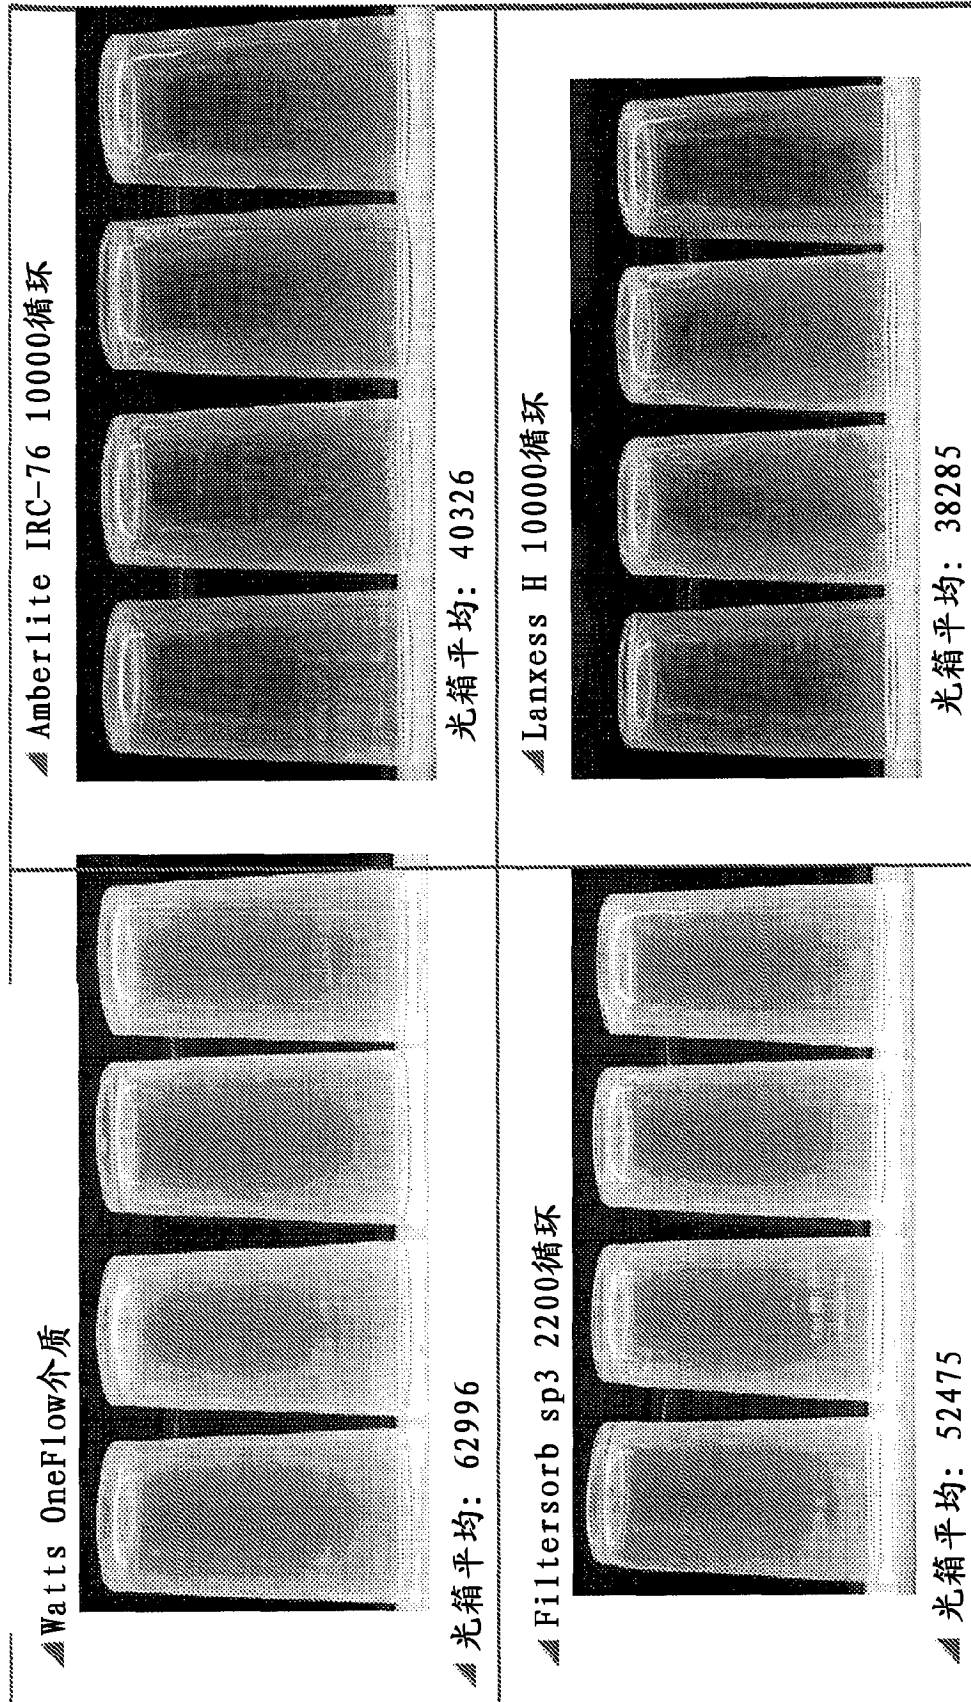 Watts OneFlow介质
光箱平均: 62996
Amberlite IRC-76 10000循环
光箱平均: 40326
Filtersorb sp3 2200循环
光箱平均: 52475
Lanxess H 10000循环
光箱平均: 38285